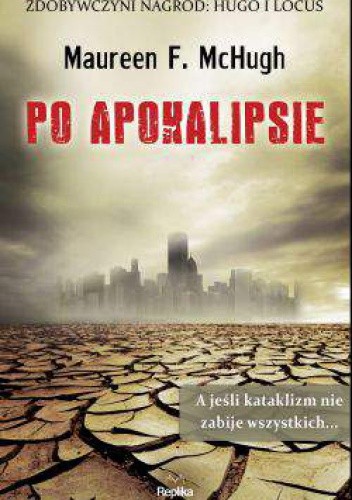 ZDOBYWCZYNI NAGRÓD: HUGO I LOCUS
Maureen F. McHugh
PO APOKALIPSIE
A jeśli kataklizm nie
zabije wszystkich...
Replika